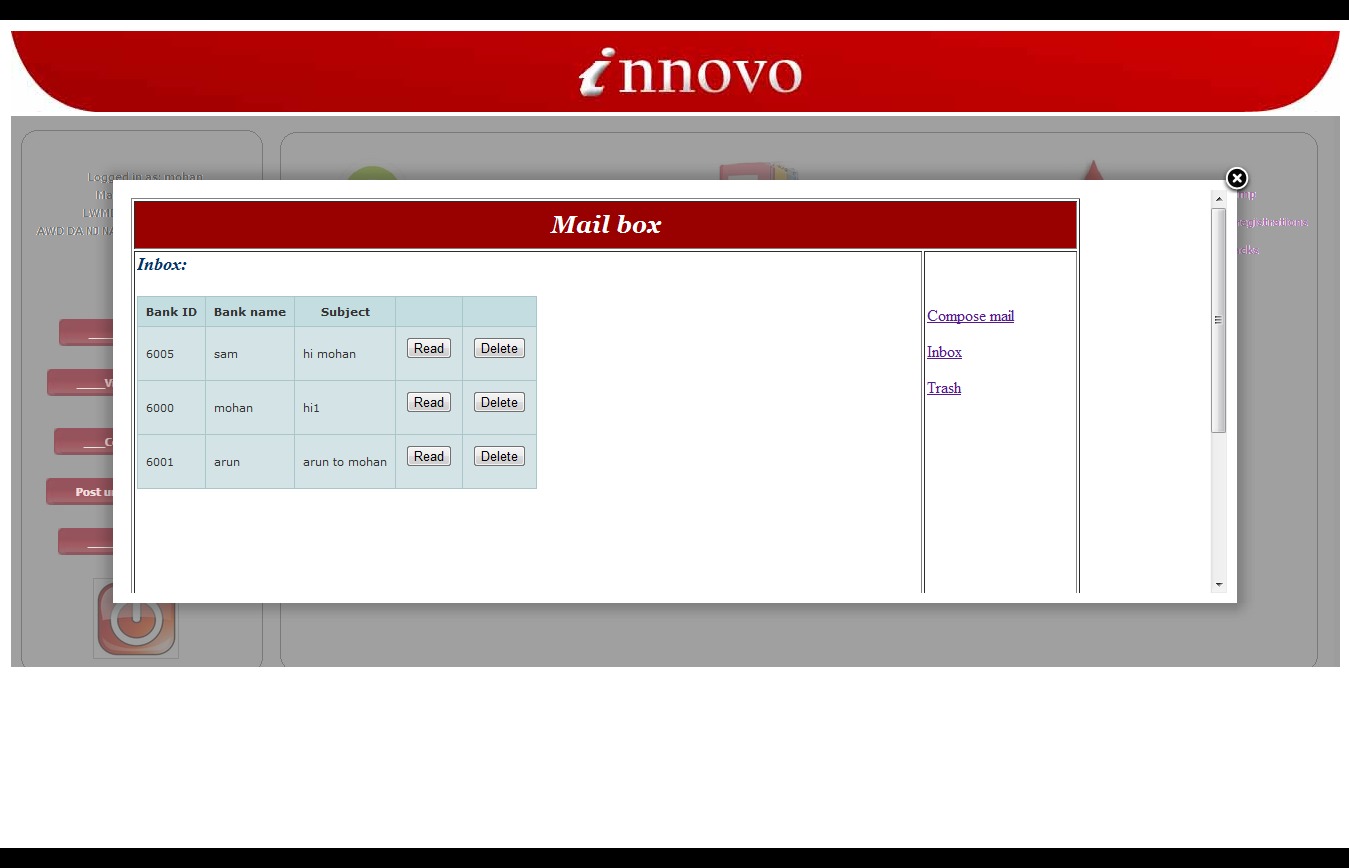 innovo
Logged in as: mohan
Mail box
Inbox:
Bank ID Bank name Subject
6005 sam hi mohan Read Delete
6000 mohan hi1 Read Delete
6001 arun arun to mohan Read Delete
Compose mail
Inbox
Trash
Post